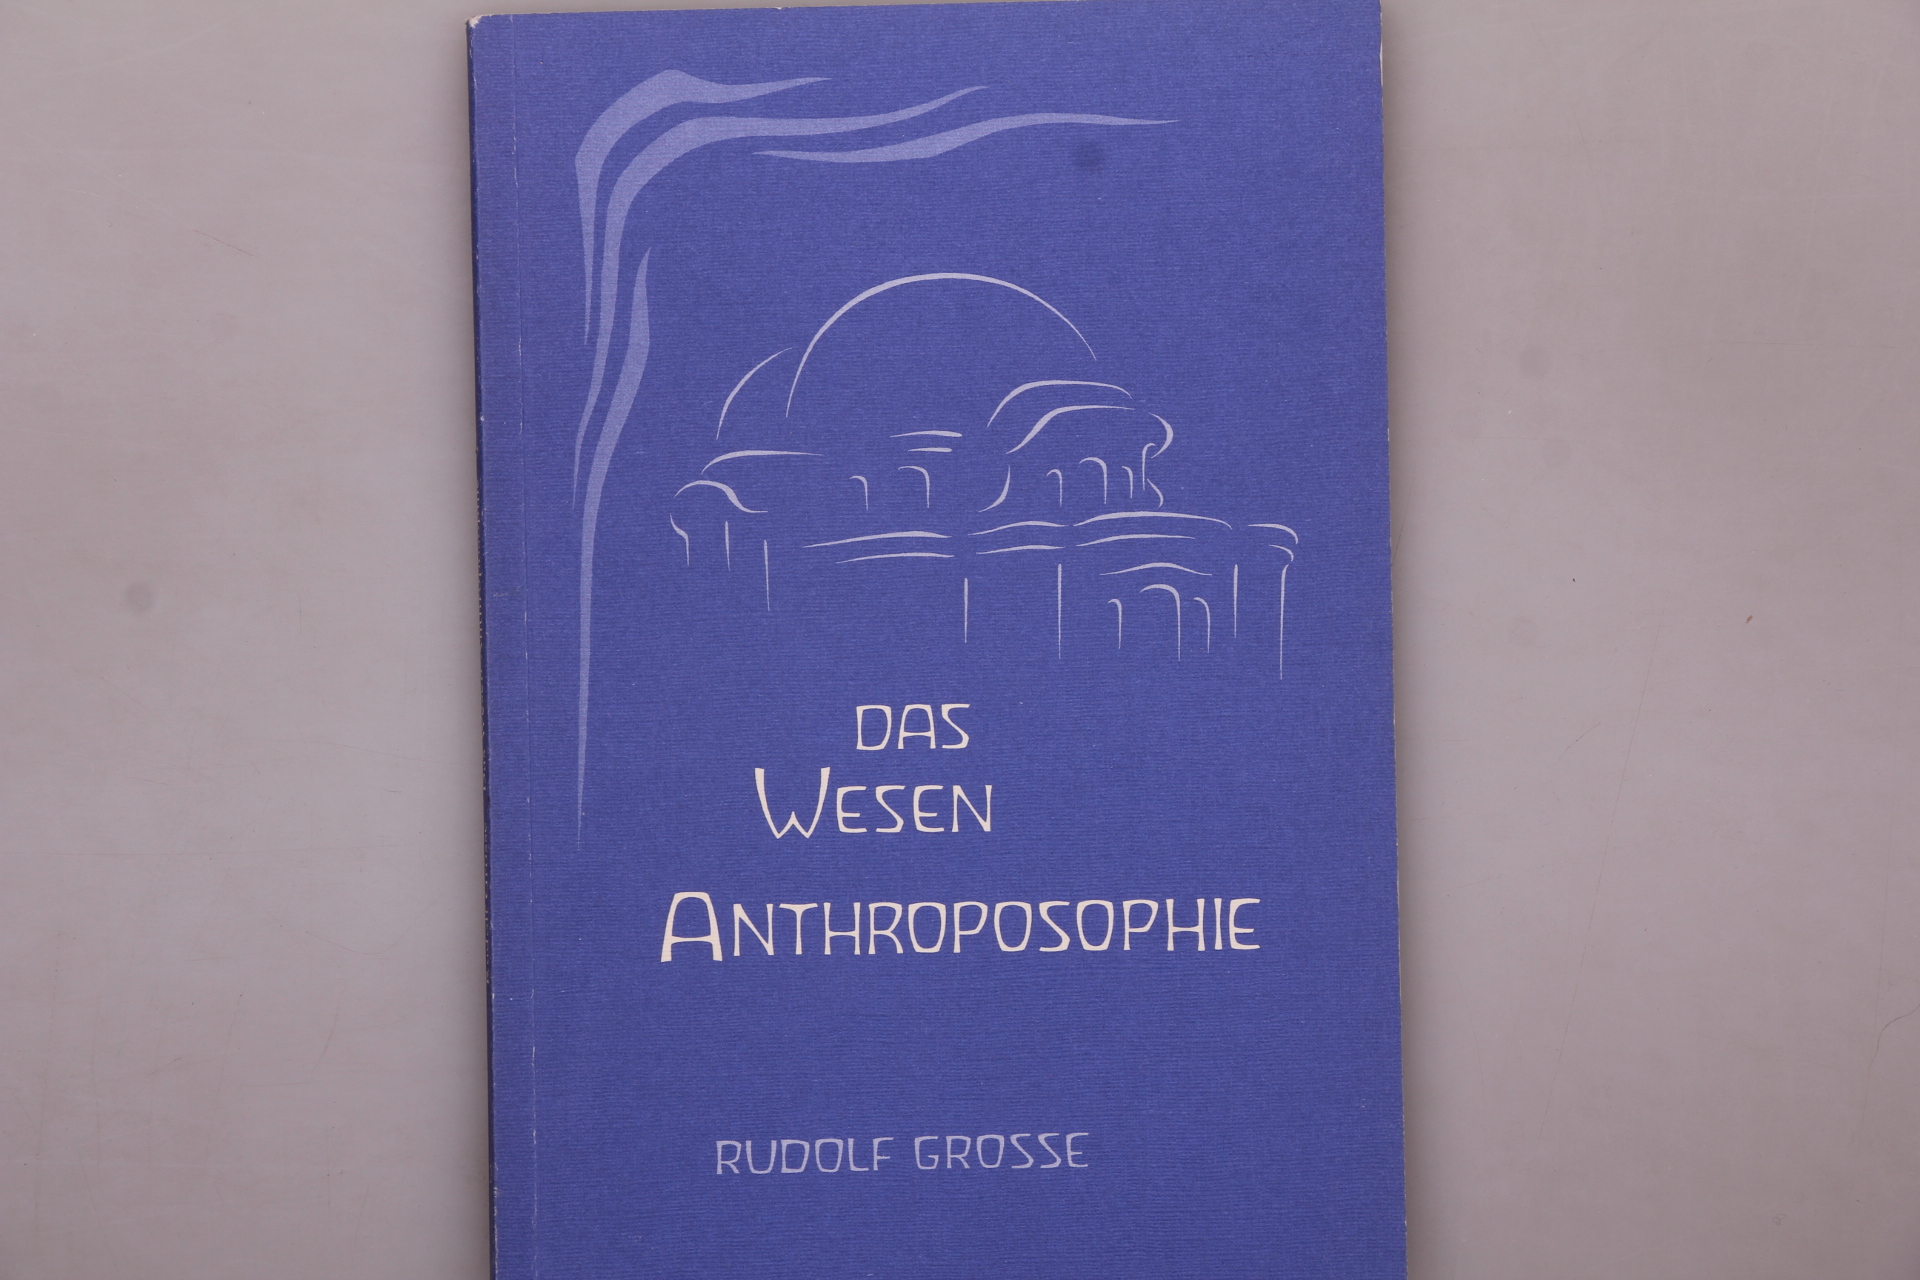 DAS
WESEN
ANTHROPOSOPHIE
RUDOLF GROSSE